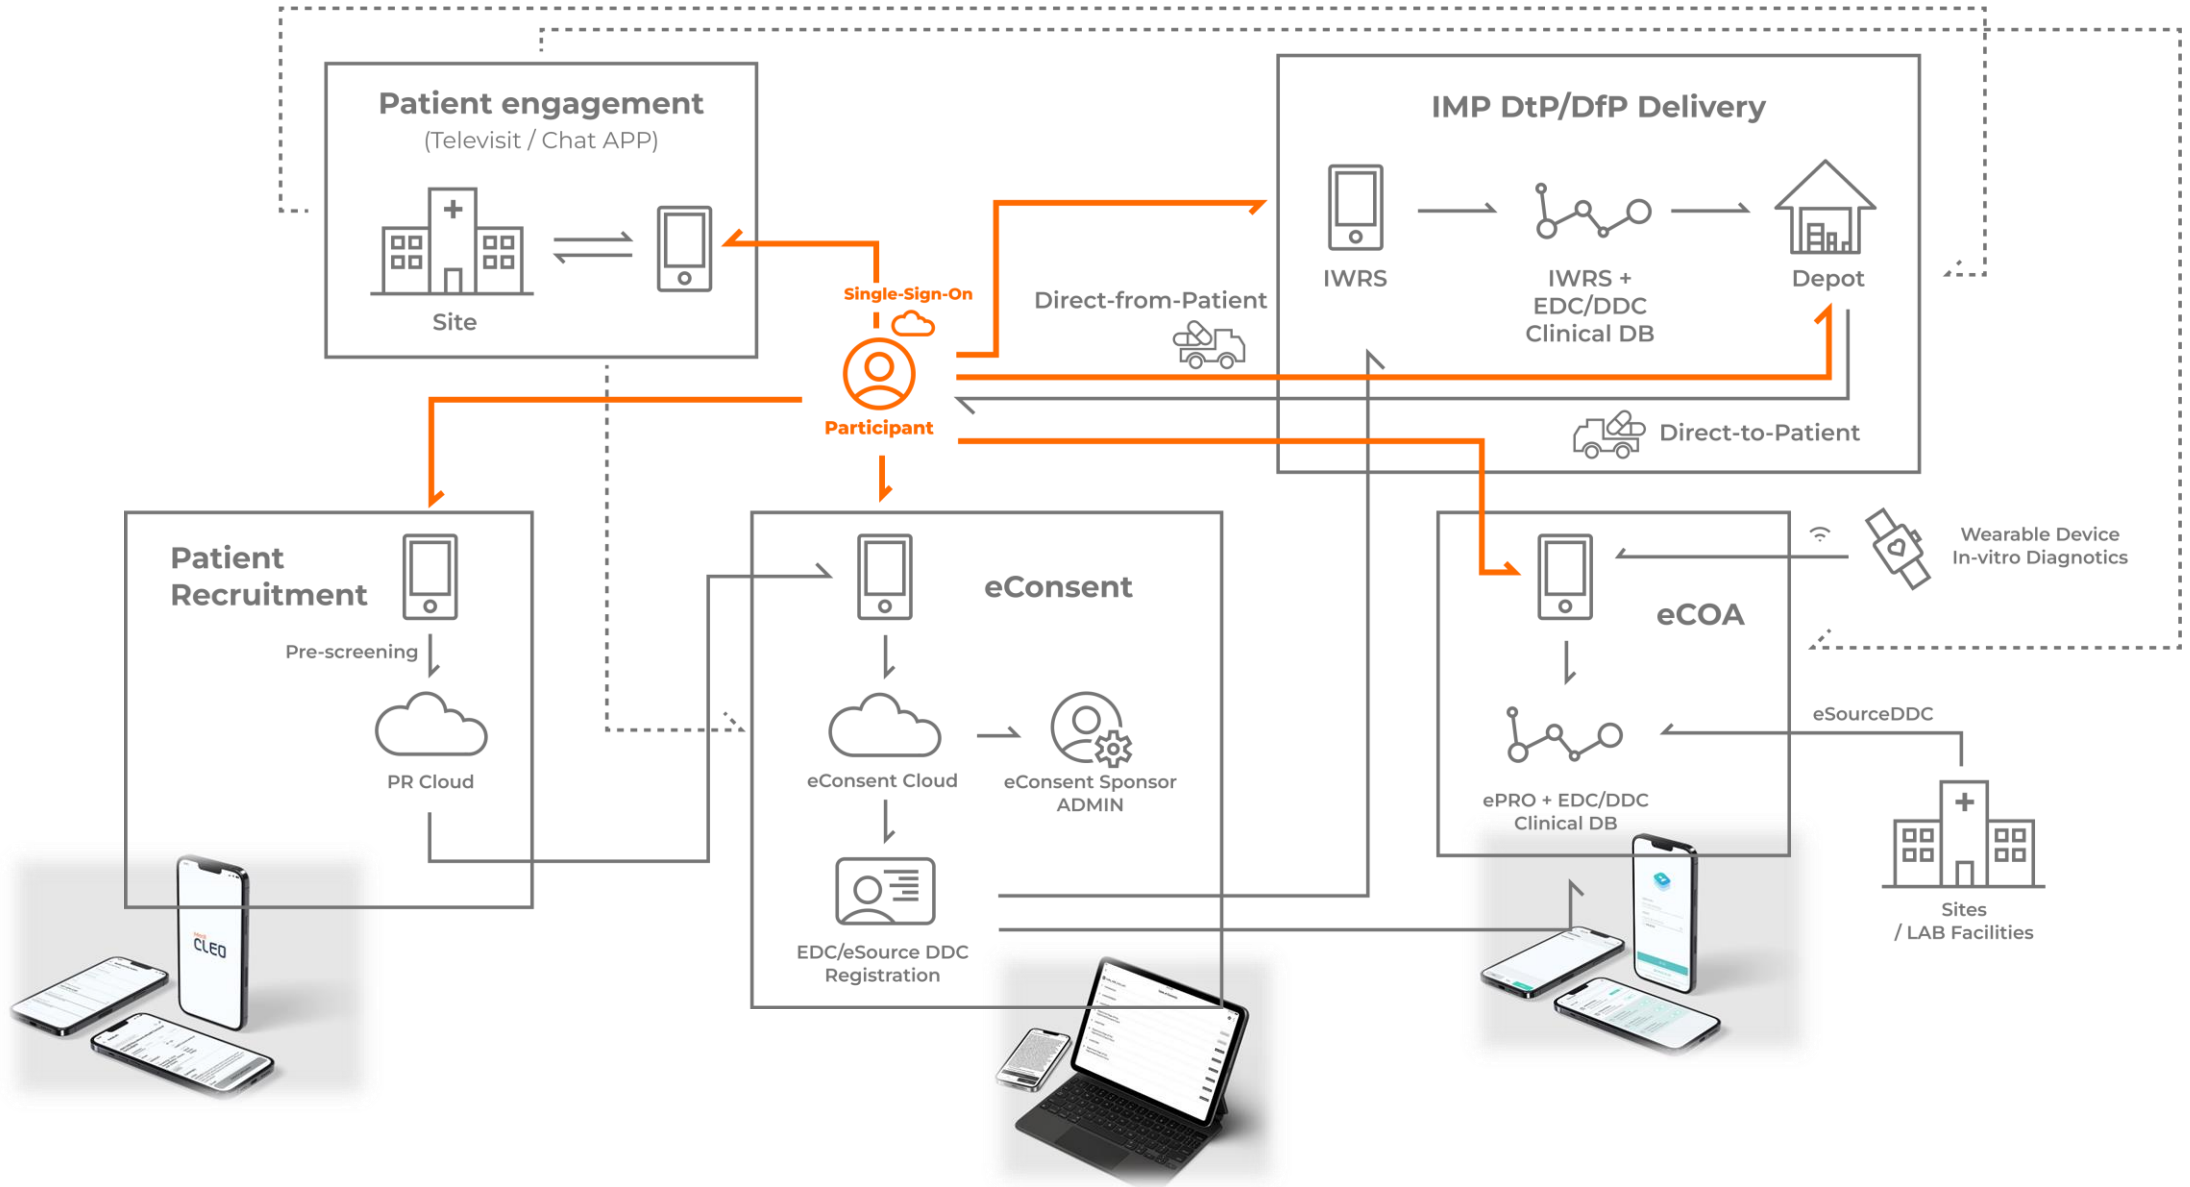 Patient engagement
(Televisit / Chat APP)
Site
IMP DtP/DfP Delivery
IWRS
IWRS +
EDC/DDC
Clinical DB
Depot
Single-Sign-On
Participant
Direct-from-Patient
Direct-to-Patient
Patient
Recruitment
Pre-screening
PR Cloud
CLEO
eConsent
eConsent Cloud
eConsent Sponsor
ADMIN
EDC/eSource DDC
Registration
eCOA
ePRO + EDC/DDC
Clinical DB
Wearable Device
In-vitro Diagnotics
eSourceDDC
Sites
/ LAB Facilities